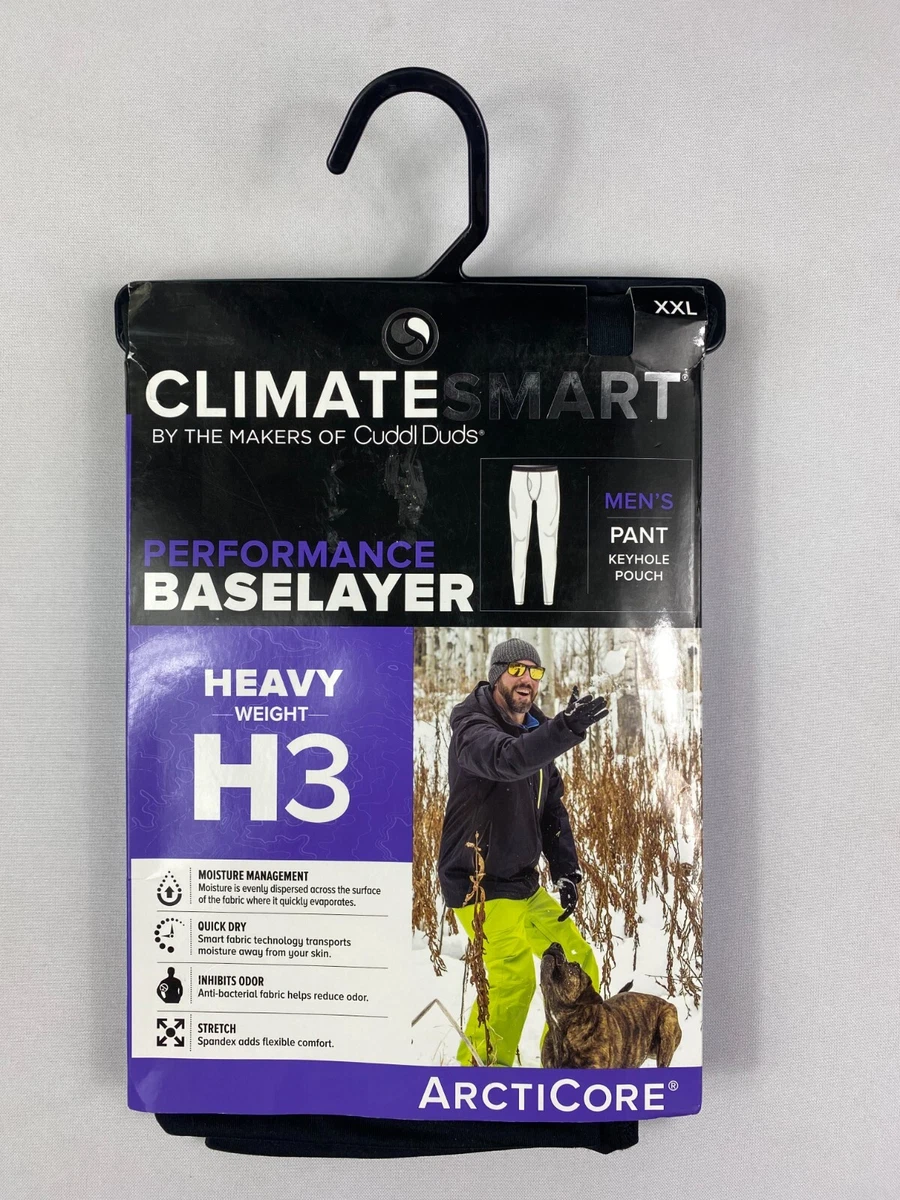 XXL
CLIMATESMART®
BY THE MAKERS OF Cuddl Duds®
MEN'S
PANT
KEYHOLE
POUCH
PERFORMANCE
BASELAYER
HEAVY
WEIGHT
H3
MOISTURE MANAGEMENT
Moisture is evenly dispersed across the surface
of the fabric where it quickly evaporates.
QUICK DRY
Smart fabric technology transports
moisture away from your skin.
INHIBITS ODOR
Anti-bacterial fabric helps reduce odor.
STRETCH
Spandex adds flexible comfort.
ARCTICORE®